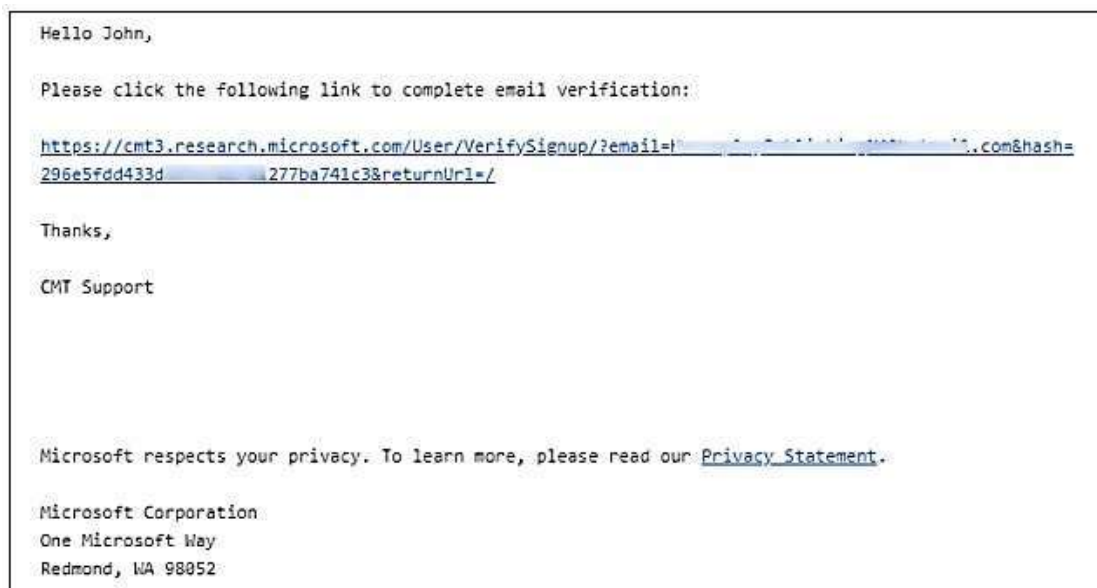 Hello John,
Please click the following link to complete email verification:
https://cmt3.research.microsoft.com/User/VerifySignup/?email= .com&hash=
296e5fdd433d 277ba741c3&returnUrl=/
Thanks,
CMT Support
Microsoft respects your privacy. To learn more, please read our Privacy Statement.
Microsoft Corporation
One Microsoft Way
Redmond, WA 98052